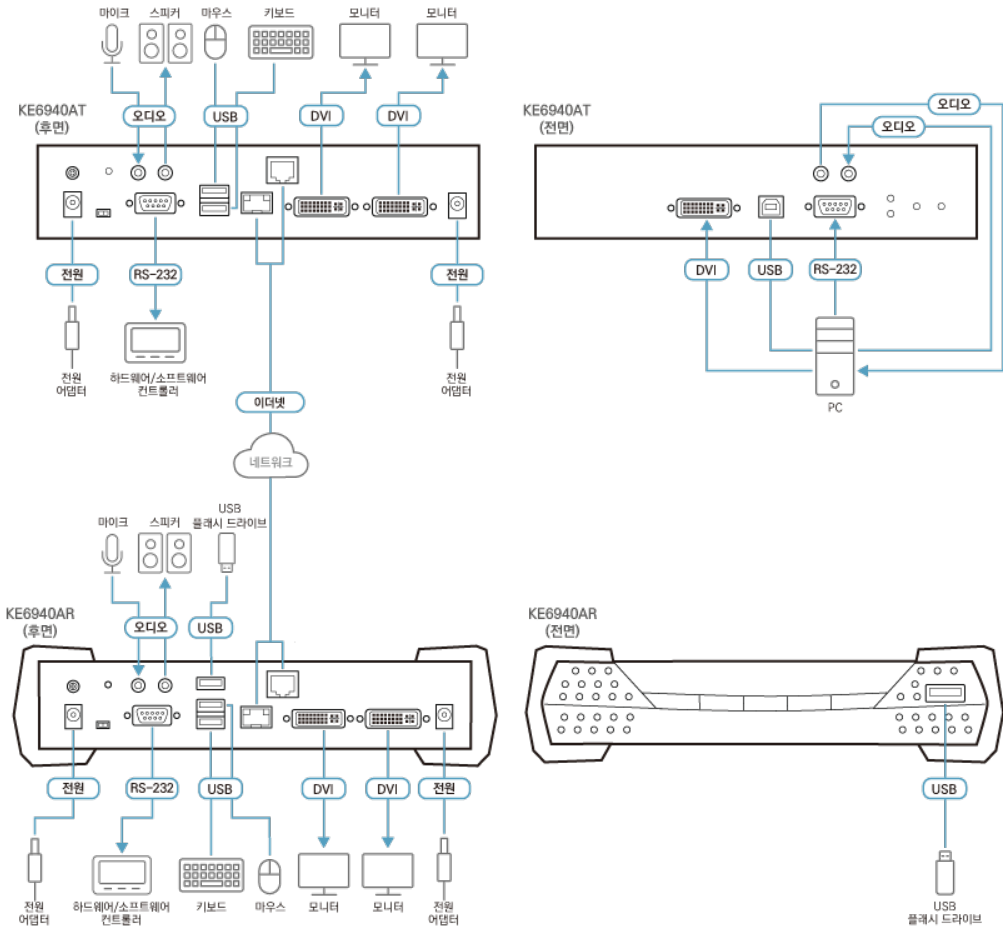 마이크
스피커
마우스
키보드
모니터
모니터
KE6940AT
(후면)
오디오
USB
DVI
DVI
전원
RS-232
전원
전원
어댑터
하드웨어/소프트웨어
컨트롤러
전원
어댑터
KE6940AT
(전면)
오디오
오디오
DVI
USB
RS-232
PC
이더넷
네트워크
마이크
스피커
USB
플래시 드라이브
KE6940AR
(후면)
오디오
USB
전원
RS-232
USB
DVI
DVI
전원
전원
어댑터
하드웨어/소프트웨어
컨트롤러
키보드
마우스
모니터
모니터
전원
어댑터
KE6940AR
(전면)
USB
USB
플래시 드라이브